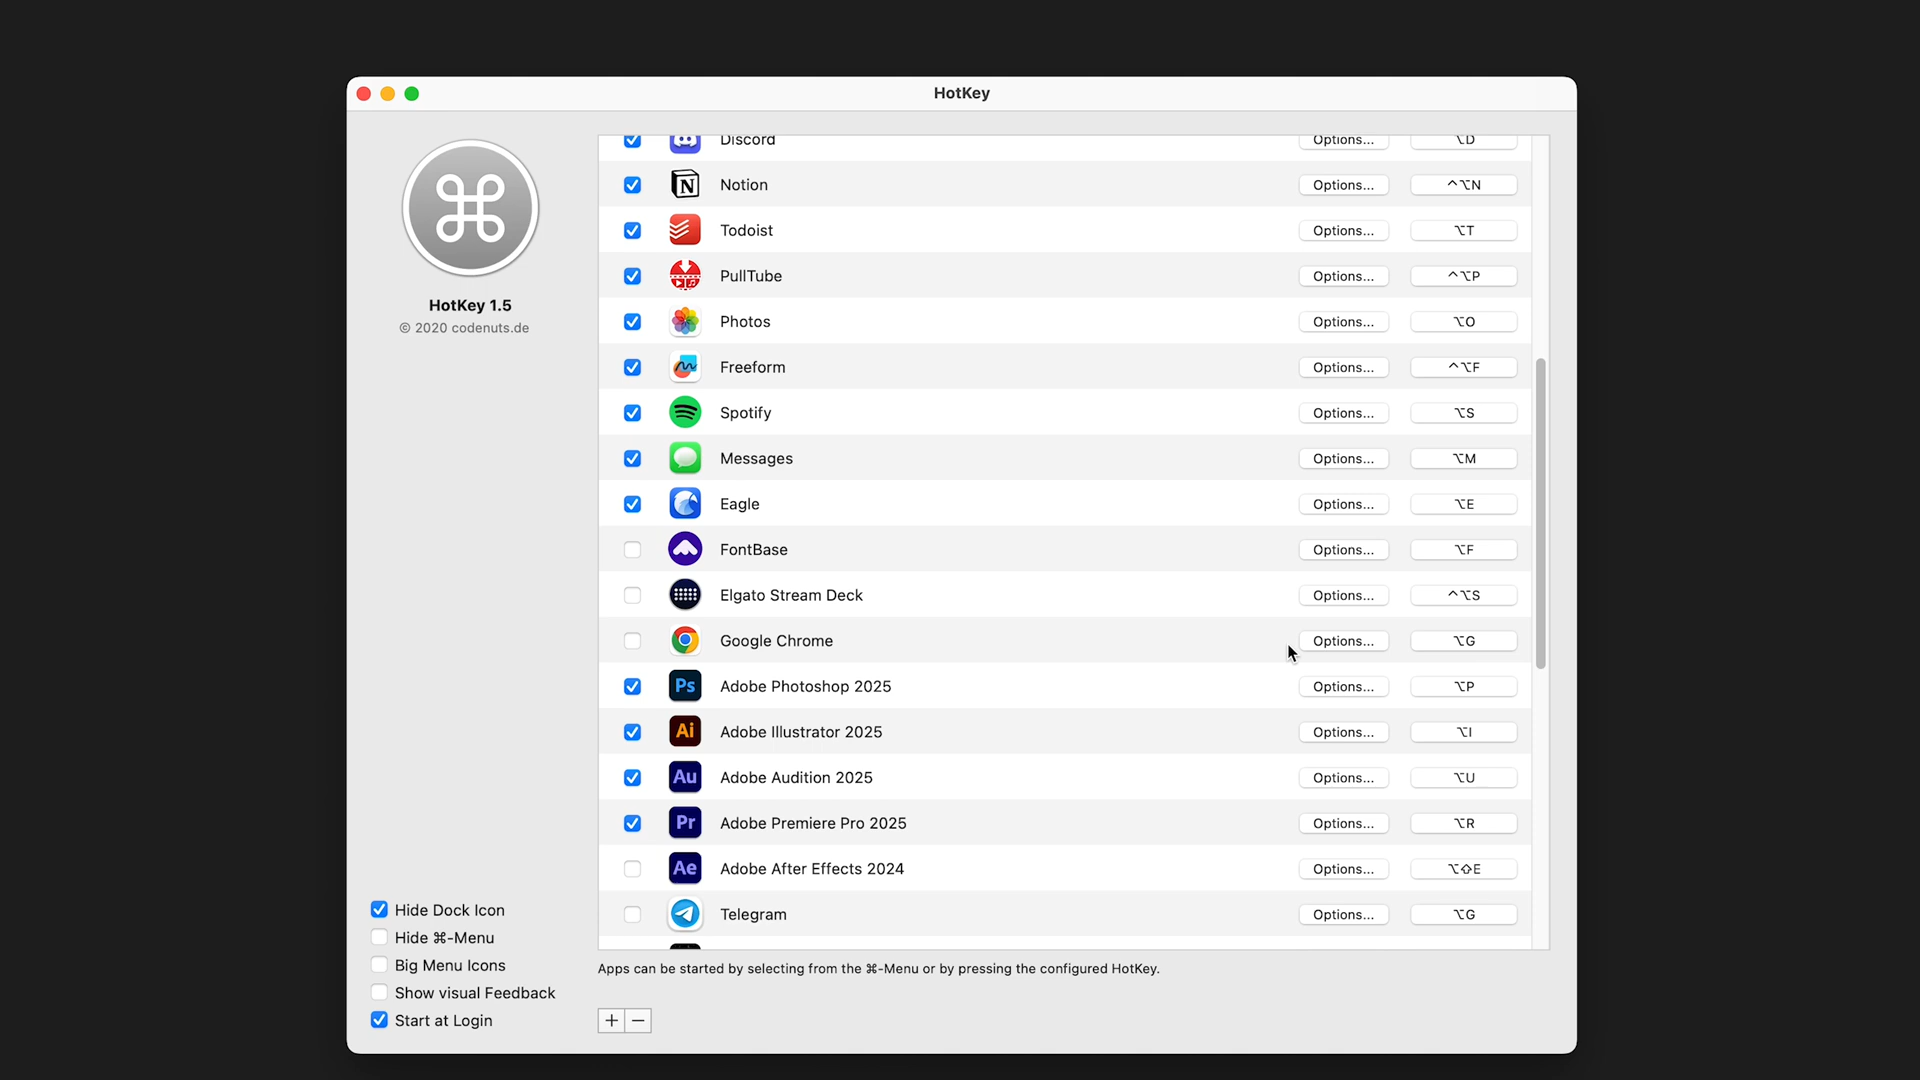 HotKey
HotKey 1.5
© 2020 codenuts.de
Discord Options... ⌥D
Notion Options... ^⌥N
Todoist Options... ⌥T
PullTube Options... ^⌥P
Photos Options... ⌥O
Freeform Options... ^⌥F
Spotify Options... ⌥S
Messages Options... ⌥M
Eagle Options... ⌥E
FontBase Options... ⌥F
Elgato Stream Deck Options... ^⌥S
Google Chrome Options... ⌥G
Ps Adobe Photoshop 2025 Options... ⌥P
Ai Adobe Illustrator 2025 Options... ⌥I
Au Adobe Audition 2025 Options... ⌥U
Pr Adobe Premiere Pro 2025 Options... ⌥R
Ae Adobe After Effects 2024 Options... ⌥⇧E
Telegram Options... ⌥G
Hide Dock Icon
Hide ⌘-Menu
Big Menu Icons
Show visual Feedback
Start at Login
Apps can be started by selecting from the ⌘-Menu or by pressing the configured HotKey.